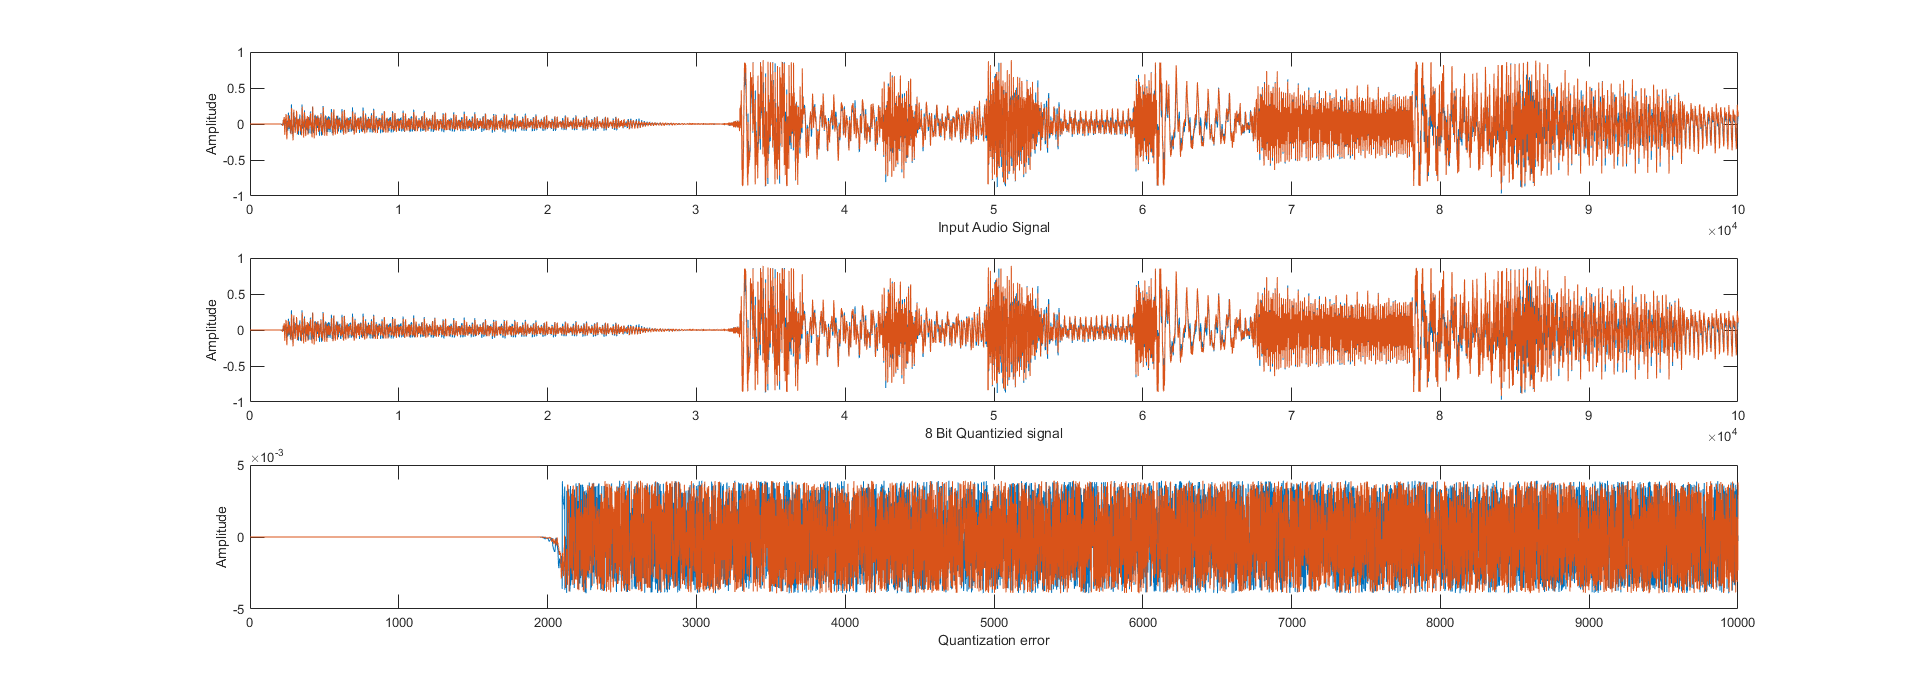 1
0.5
0
-0.5
-1
Amplitude
0 1 2 3 4 5 6 7 8 9 10
Input Audio Signal
×10^4
1
0.5
0
-0.5
-1
Amplitude
0 1 2 3 4 5 6 7 8 9 10
8 Bit Quantizied signal
×10^4
×10^-3
5
0
-5
Amplitude
0 1000 2000 3000 4000 5000 6000 7000 8000 9000 10000
Quantization error